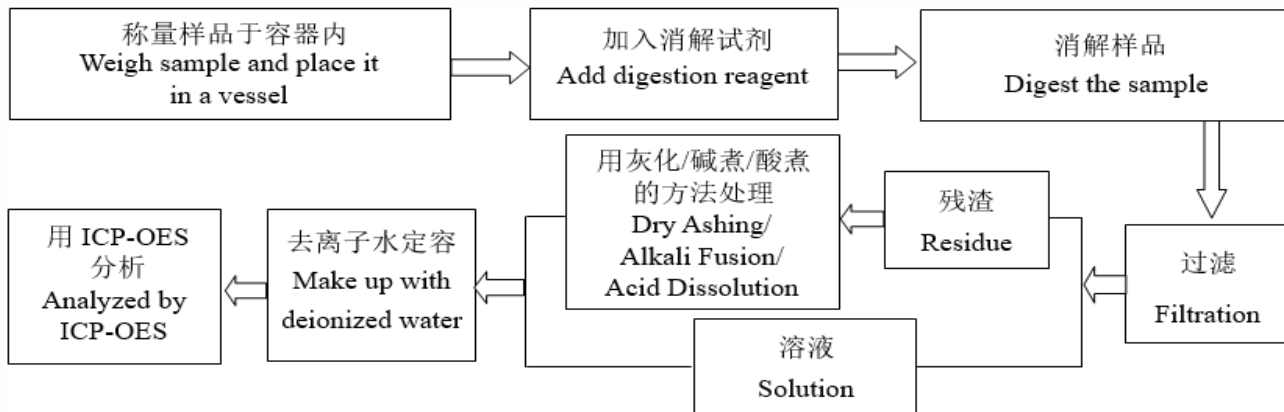 称量样品于容器内
Weigh sample and place it
in a vessel
加入消解试剂
Add digestion reagent
消解样品
Digest the sample
过滤
Filtration
残渣
Residue
用灰化/碱煮/酸煮
的方法处理
Dry Ashing/
Alkali Fusion/
Acid Dissolution
溶液
Solution
去离子水定容
Make up with
deionized water
用 ICP-OES
分析
Analyzed by
ICP-OES